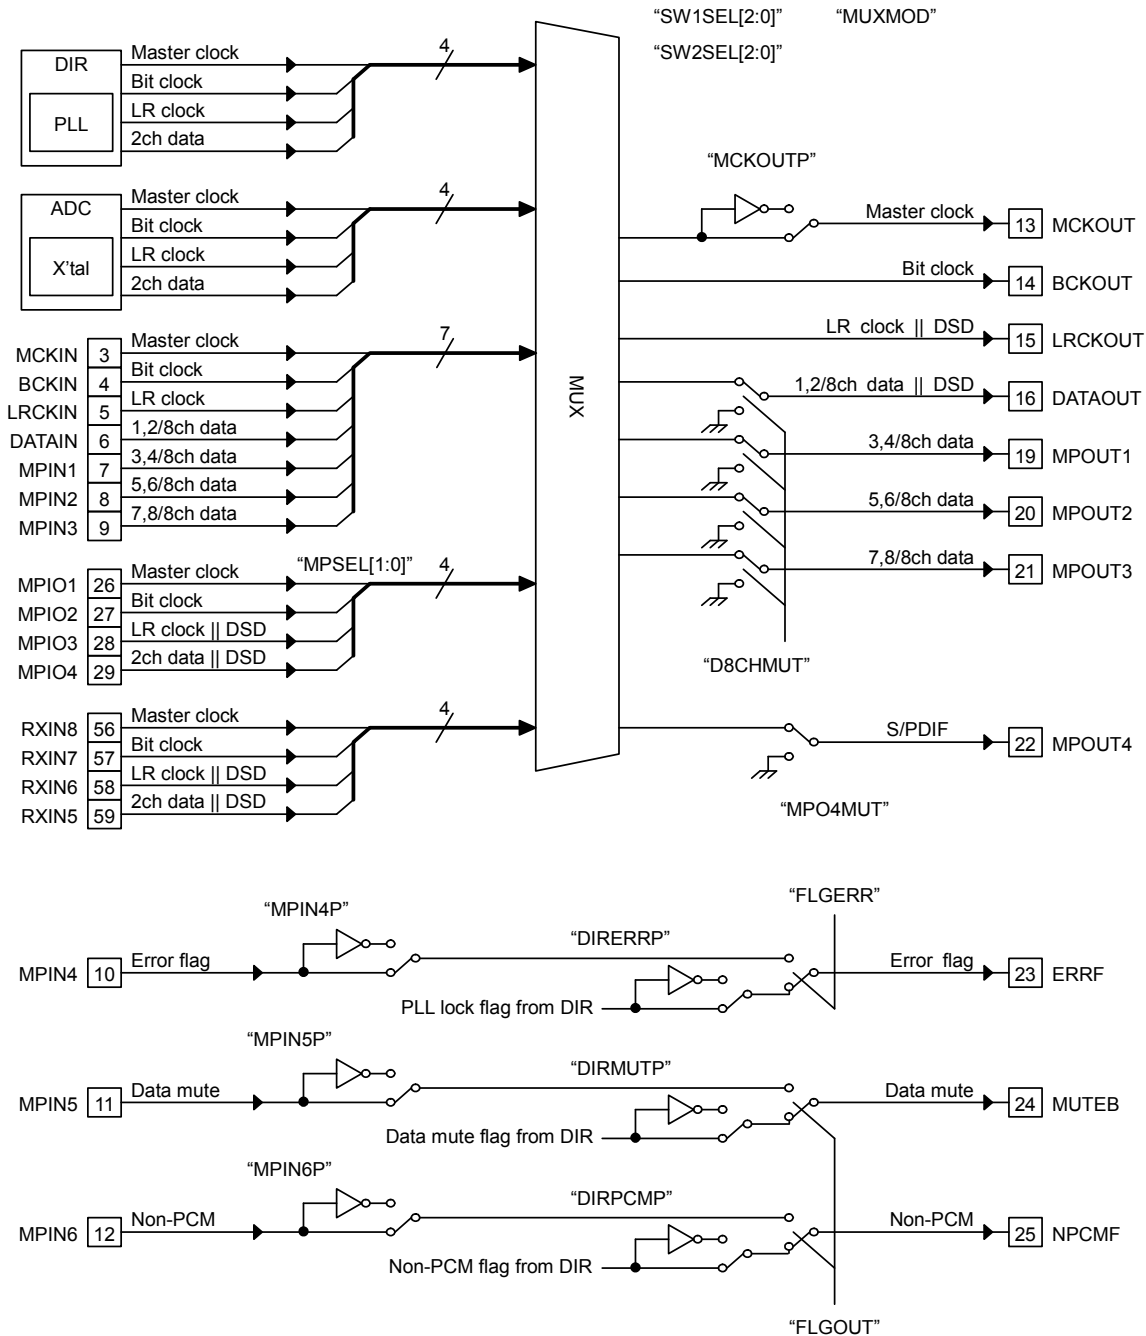 “SW1SEL[2:0]” “MUXMOD”
“SW2SEL[2:0]”
DIR
PLL
Master clock
Bit clock
LR clock
2ch data
4
ADC
X’tal
Master clock
Bit clock
LR clock
2ch data
4
MCKIN 3 Master clock
BCKIN 4 Bit clock
LRCKIN 5 LR clock
DATAIN 6 1,2/8ch data
MPIN1 7 3,4/8ch data
MPIN2 8 5,6/8ch data
MPIN3 9 7,8/8ch data
7
“MPSEL[1:0]”
MPIO1 26 Master clock
MPIO2 27 Bit clock
MPIO3 28 LR clock || DSD
MPIO4 29 2ch data || DSD
4
RXIN8 56 Master clock
RXIN7 57 Bit clock
RXIN6 58 LR clock || DSD
RXIN5 59 2ch data || DSD
4
MUX
“MCKOUTP”
Master clock 13 MCKOUT
Bit clock 14 BCKOUT
LR clock || DSD 15 LRCKOUT
1,2/8ch data || DSD 16 DATAOUT
3,4/8ch data 19 MPOUT1
5,6/8ch data 20 MPOUT2
7,8/8ch data 21 MPOUT3
“D8CHMUT”
S/PDIF 22 MPOUT4
“MPO4MUT”
“FLGERR”
“MPIN4P”
“DIRERRP”
MPIN4 10 Error flag
Error flag 23 ERRF
PLL lock flag from DIR
“MPIN5P”
“DIRMUTP”
MPIN5 11 Data mute
Data mute 24 MUTEB
Data mute flag from DIR
“MPIN6P”
“DIRPCMP”
MPIN6 12 Non-PCM
Non-PCM 25 NPCMF
Non-PCM flag from DIR
“FLGOUT”